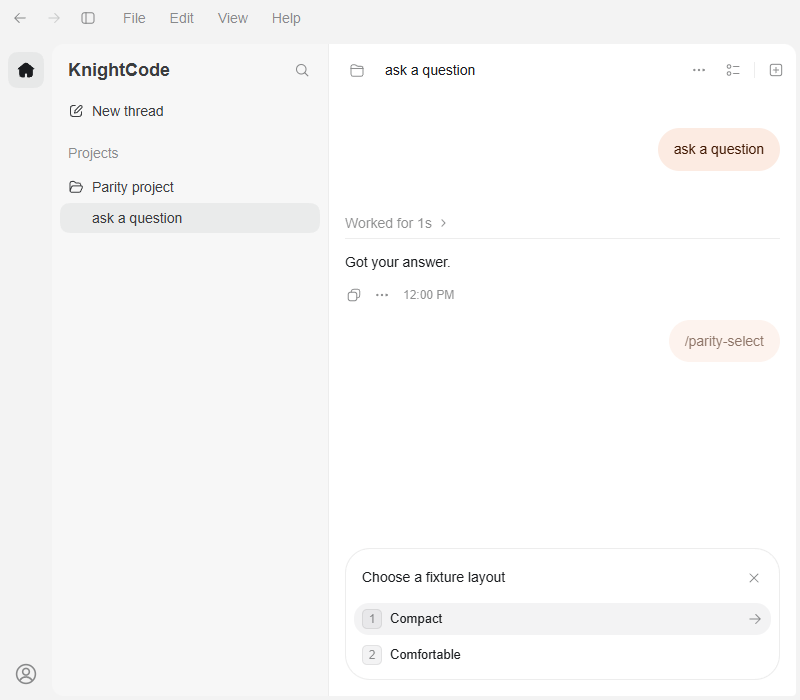 File Edit View Help
KnightCode
New thread
Projects
Parity project
ask a question
ask a question
ask a question
Worked for 1s
Got your answer.
12:00 PM
/parity-select
Choose a fixture layout
1 Compact
2 Comfortable